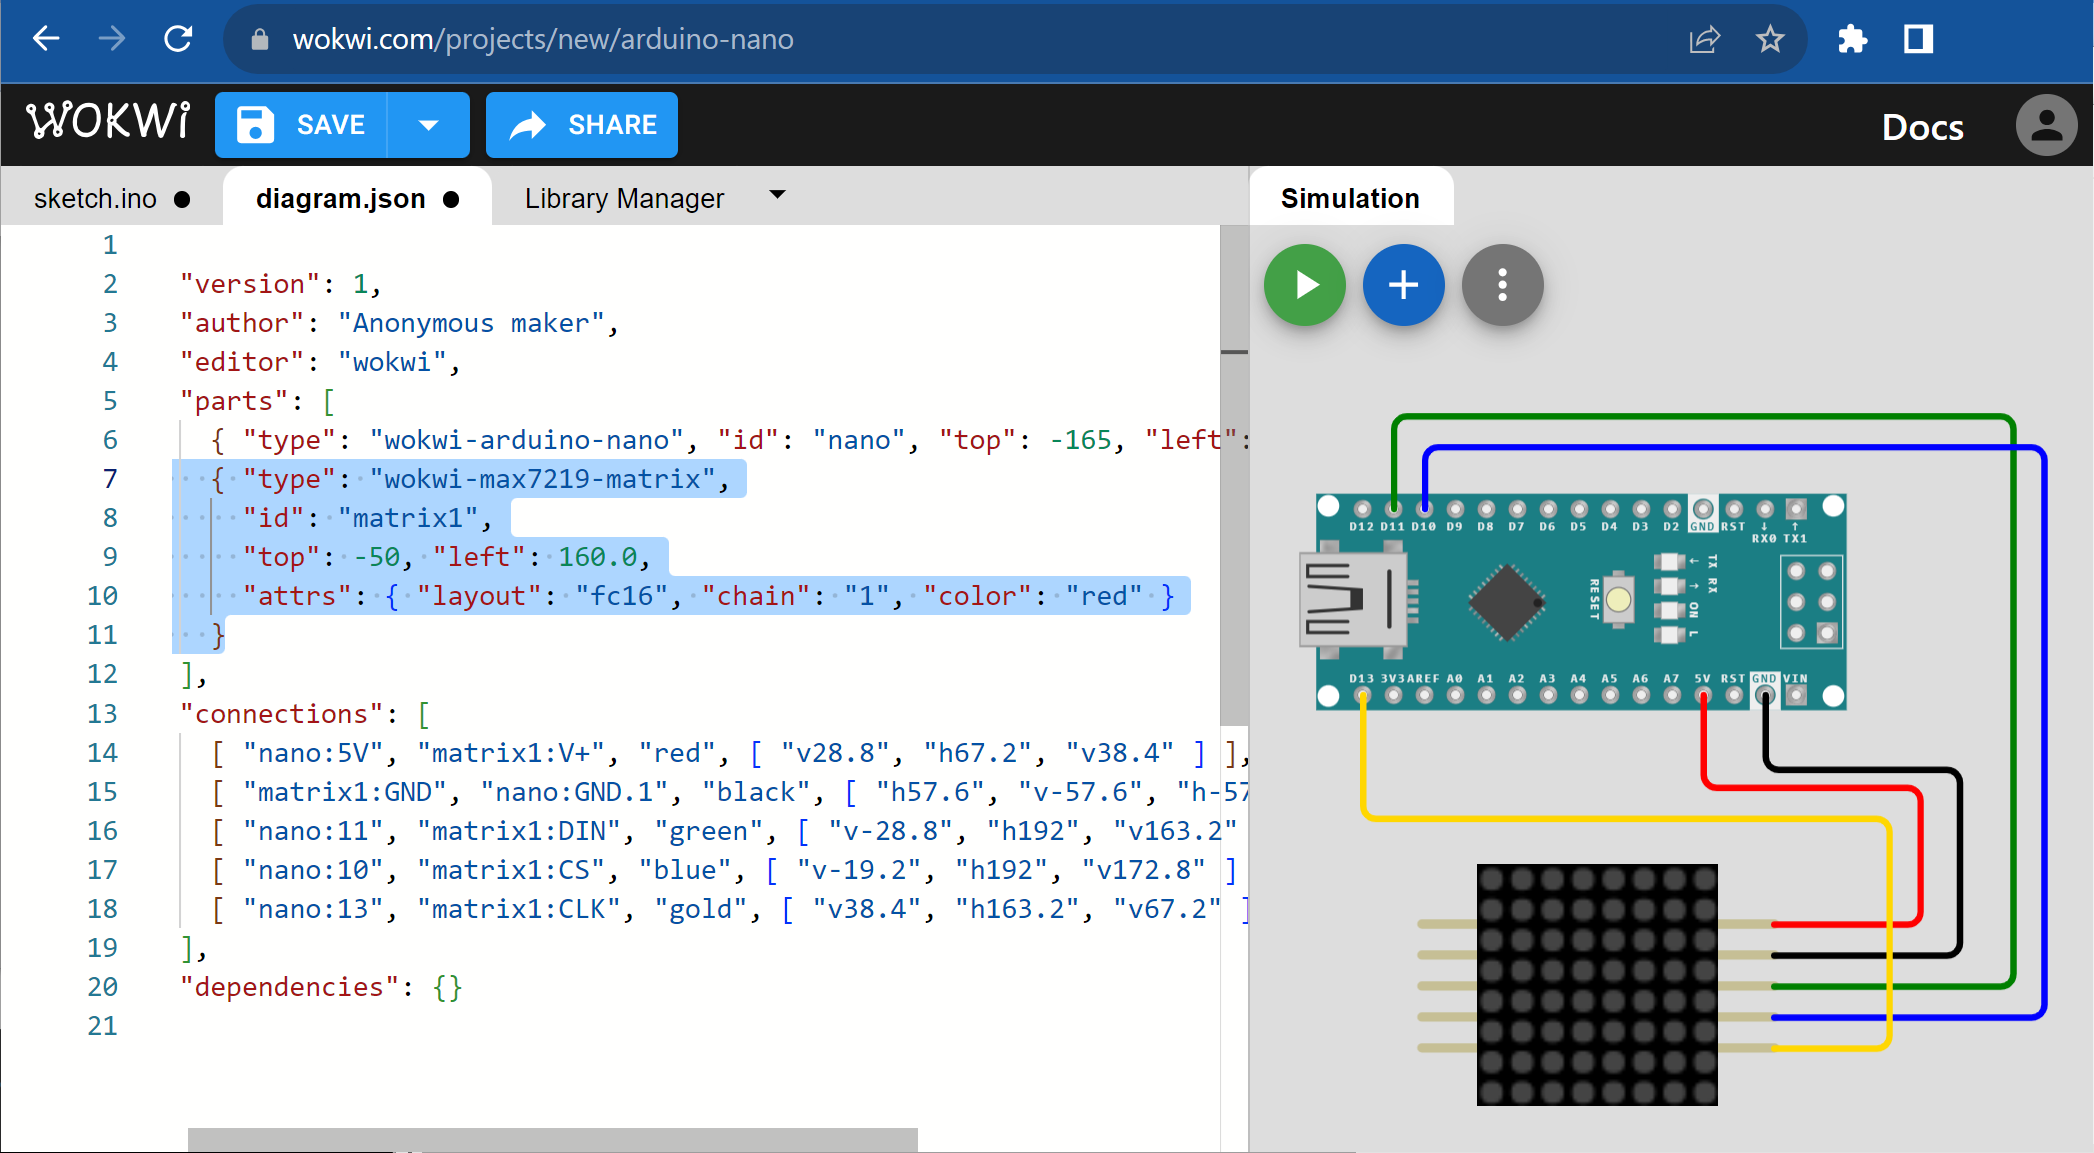 wokwi.com/projects/new/arduino-nano
WOKWi
SAVE
SHARE
Docs
sketch.ino ●
diagram.json ●
Library Manager
Simulation
1
2 "version": 1,
3 "author": "Anonymous maker",
4 "editor": "wokwi",
5 "parts": [
6 { "type": "wokwi-arduino-nano", "id": "nano", "top": -165, "left":
7 { "type": "wokwi-max7219-matrix",
8 "id": "matrix1",
9 "top": -50, "left": 160.0,
10 "attrs": { "layout": "fc16", "chain": "1", "color": "red" }
11 }
12 ],
13 "connections": [
14 [ "nano:5V", "matrix1:V+", "red", [ "v28.8", "h67.2", "v38.4" ] ],
15 [ "matrix1:GND", "nano:GND.1", "black", [ "h57.6", "v-57.6", "h-57
16 [ "nano:11", "matrix1:DIN", "green", [ "v-28.8", "h192", "v163.2"
17 [ "nano:10", "matrix1:CS", "blue", [ "v-19.2", "h192", "v172.8" ]
18 [ "nano:13", "matrix1:CLK", "gold", [ "v38.4", "h163.2", "v67.2" ]
19 ],
20 "dependencies": {}
21
D12 D11 D10 D9 D8 D7 D6 D5 D4 D3 D2 GND RST ↓ ↑
RX0 TX1
RESET
TX
RX
ON
L
D13 3V3 AREF A0 A1 A2 A3 A4 A5 A6 A7 5V RST GND VIN